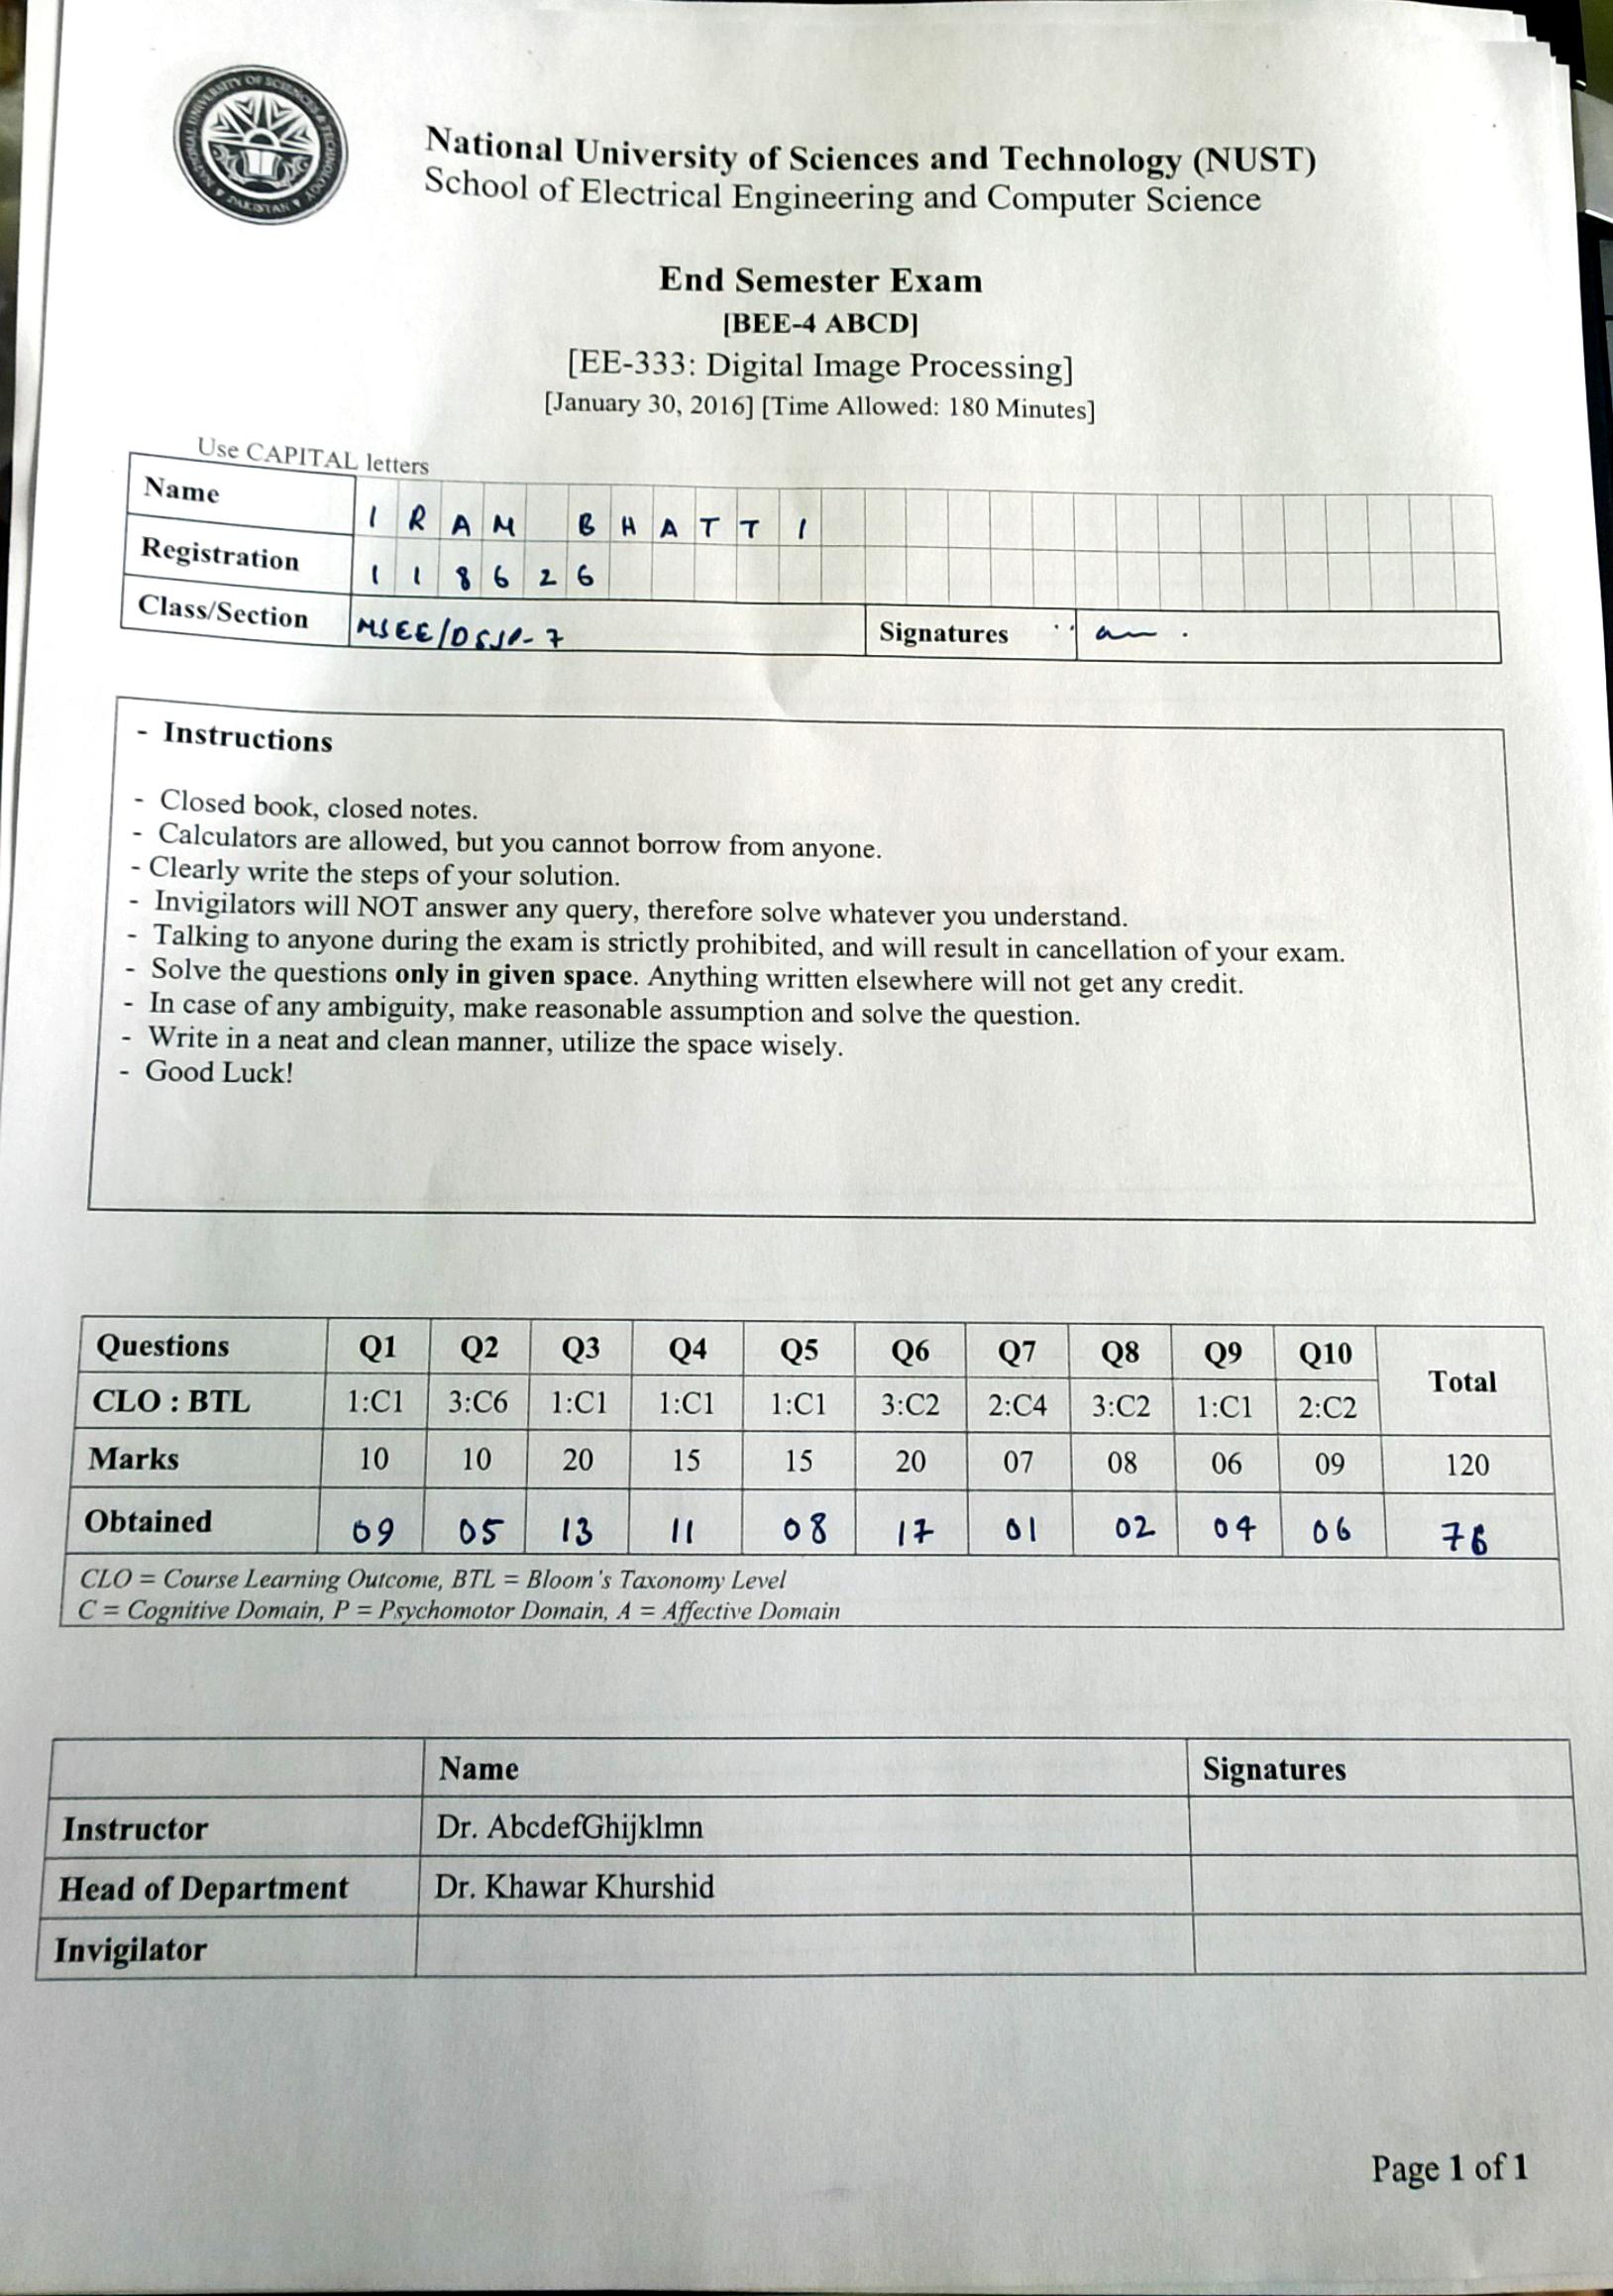 NATIONAL UNIVERSITY OF SCIENCES & TECHNOLOGY
PAKISTAN
National University of Sciences and Technology (NUST)
School of Electrical Engineering and Computer Science
End Semester Exam
[BEE-4 ABCD]
[EE-333: Digital Image Processing]
[January 30, 2016] [Time Allowed: 180 Minutes]
Use CAPITAL letters
Name IRAM BHATTI
Registration 118626
Class/Section MSEE/DSSP-7 Signatures
- Instructions
- Closed book, closed notes.
- Calculators are allowed, but you cannot borrow from anyone.
- Clearly write the steps of your solution.
- Invigilators will NOT answer any query, therefore solve whatever you understand.
- Talking to anyone during the exam is strictly prohibited, and will result in cancellation of your exam.
- Solve the questions only in given space. Anything written elsewhere will not get any credit.
- In case of any ambiguity, make reasonable assumption and solve the question.
- Write in a neat and clean manner, utilize the space wisely.
- Good Luck!
Questions Q1 Q2 Q3 Q4 Q5 Q6 Q7 Q8 Q9 Q10 Total
CLO : BTL 1:C1 3:C6 1:C1 1:C1 1:C1 3:C2 2:C4 3:C2 1:C1 2:C2
Marks 10 10 20 15 15 20 07 08 06 09 120
Obtained 09 05 13 11 08 17 01 02 04 06 76
CLO = Course Learning Outcome, BTL = Bloom's Taxonomy Level
C = Cognitive Domain, P = Psychomotor Domain, A = Affective Domain
Name Signatures
Instructor Dr. AbcdefGhijklmn
Head of Department Dr. Khawar Khurshid
Invigilator
Page 1 of 1